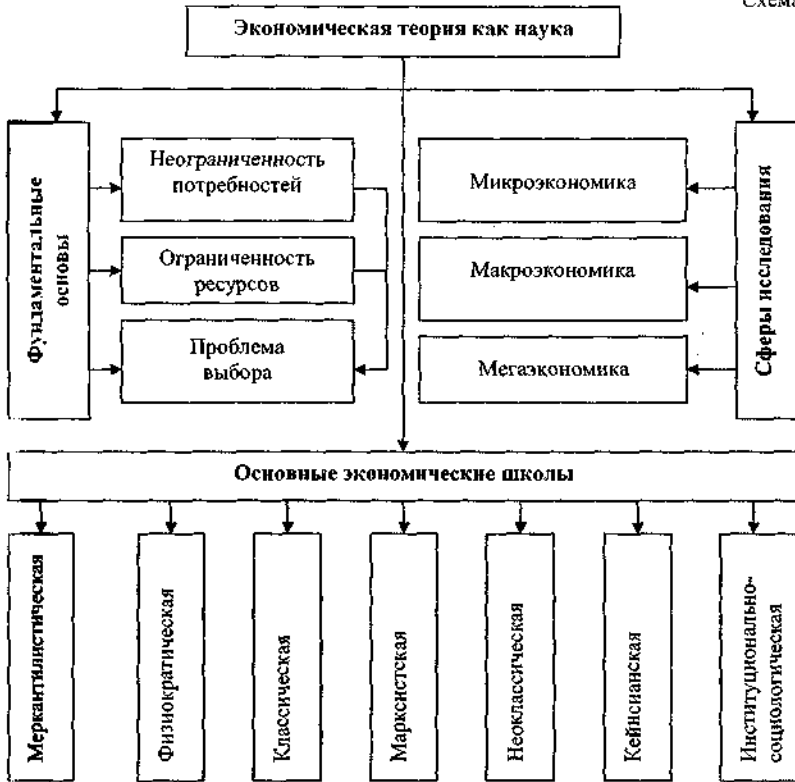 Схема
Экономическая теория как наука
Фундаментальные
основы
Неограниченность
потребностей
Ограниченность
ресурсов
Проблема
выбора
Микроэкономика
Макроэкономика
Мегаэкономика
Сферы исследования
Основные экономические школы
Меркантилистическая
Физиократическая
Классическая
Марксистская
Неоклассическая
Кейнсианская
Институционально-
социологическая